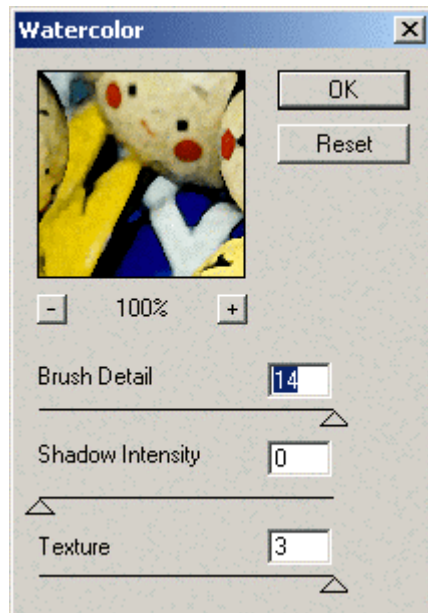 Watercolor
OK
Reset
- 100% +
Brush Detail 14
Shadow Intensity 0
Texture 3